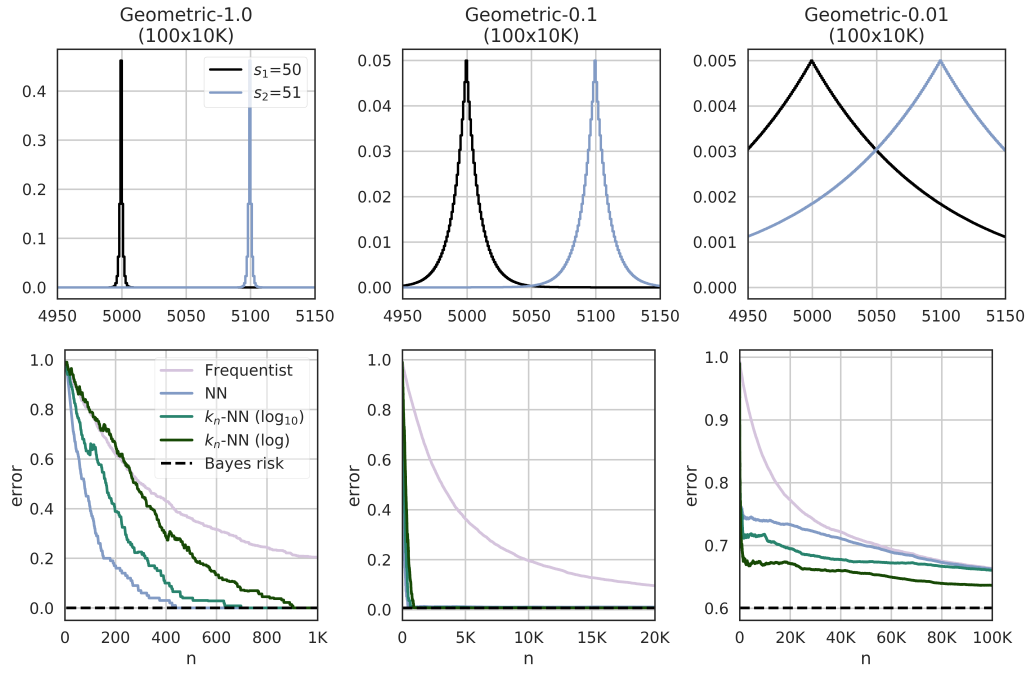 Geometric-1.0
(100x10K)
Geometric-0.1
(100x10K)
Geometric-0.01
(100x10K)
0.4
0.3
0.2
0.1
0.0
s₁=50
s₂=51
4950 5000 5050 5100 5150
0.05
0.04
0.03
0.02
0.01
0.00
4950 5000 5050 5100 5150
0.005
0.004
0.003
0.002
0.001
0.000
4950 5000 5050 5100 5150
error
1.0
0.8
0.6
0.4
0.2
0.0
Frequentist
NN
kₙ-NN (log₁₀)
kₙ-NN (log)
Bayes risk
0 200 400 600 800 1K
n
error
1.0
0.8
0.6
0.4
0.2
0.0
0 5K 10K 15K 20K
n
error
1.0
0.9
0.8
0.7
0.6
0 20K 40K 60K 80K 100K
n